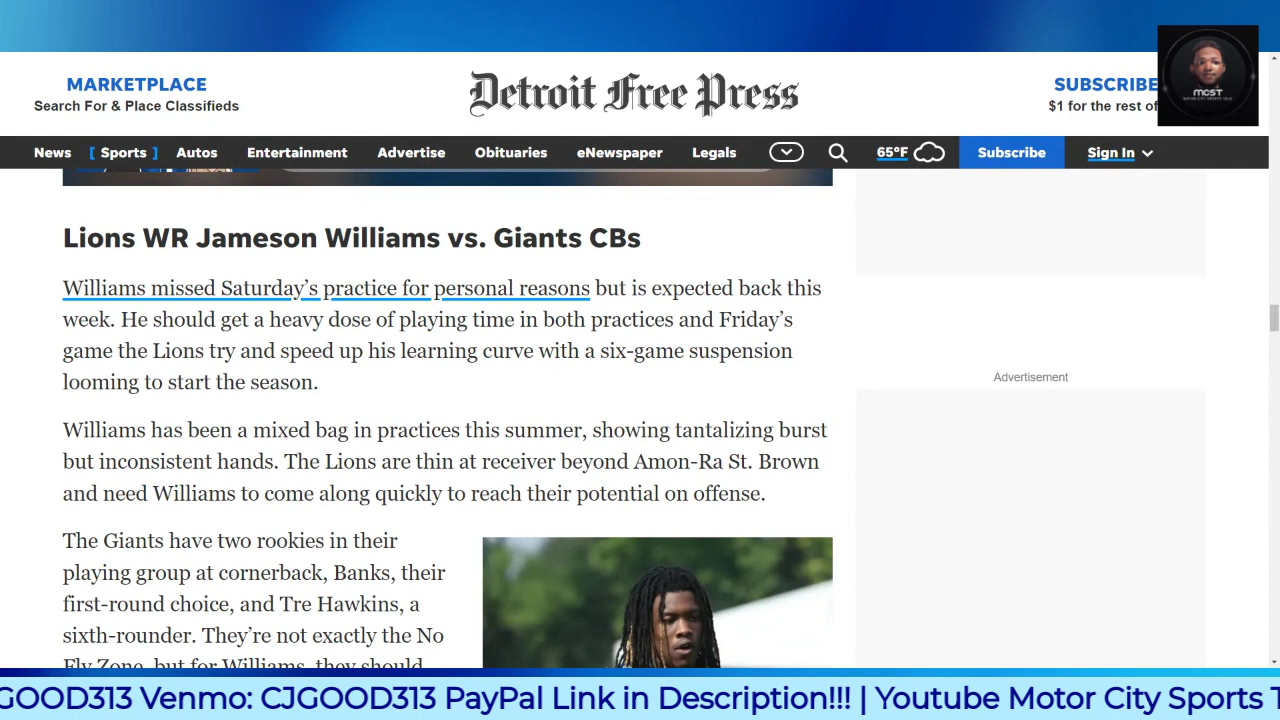 MARKETPLACE
Search For & Place Classifieds
Detroit Free Press
SUBSCRIBE
$1 for the rest of
MCST
News [ Sports ] Autos Entertainment Advertise Obituaries eNewspaper Legals 65°F Subscribe Sign In
Lions WR Jameson Williams vs. Giants CBs
Williams missed Saturday’s practice for personal reasons but is expected back this
week. He should get a heavy dose of playing time in both practices and Friday’s
game the Lions try and speed up his learning curve with a six-game suspension
looming to start the season.
Advertisement
Williams has been a mixed bag in practices this summer, showing tantalizing burst
but inconsistent hands. The Lions are thin at receiver beyond Amon-Ra St. Brown
and need Williams to come along quickly to reach their potential on offense.
The Giants have two rookies in their
playing group at cornerback, Banks, their
first-round choice, and Tre Hawkins, a
sixth-rounder. They’re not exactly the No
Fly Zone, but for Williams, they should
GOOD313 Venmo: CJGOOD313 PayPal Link in Description!!! | Youtube Motor City Sports T